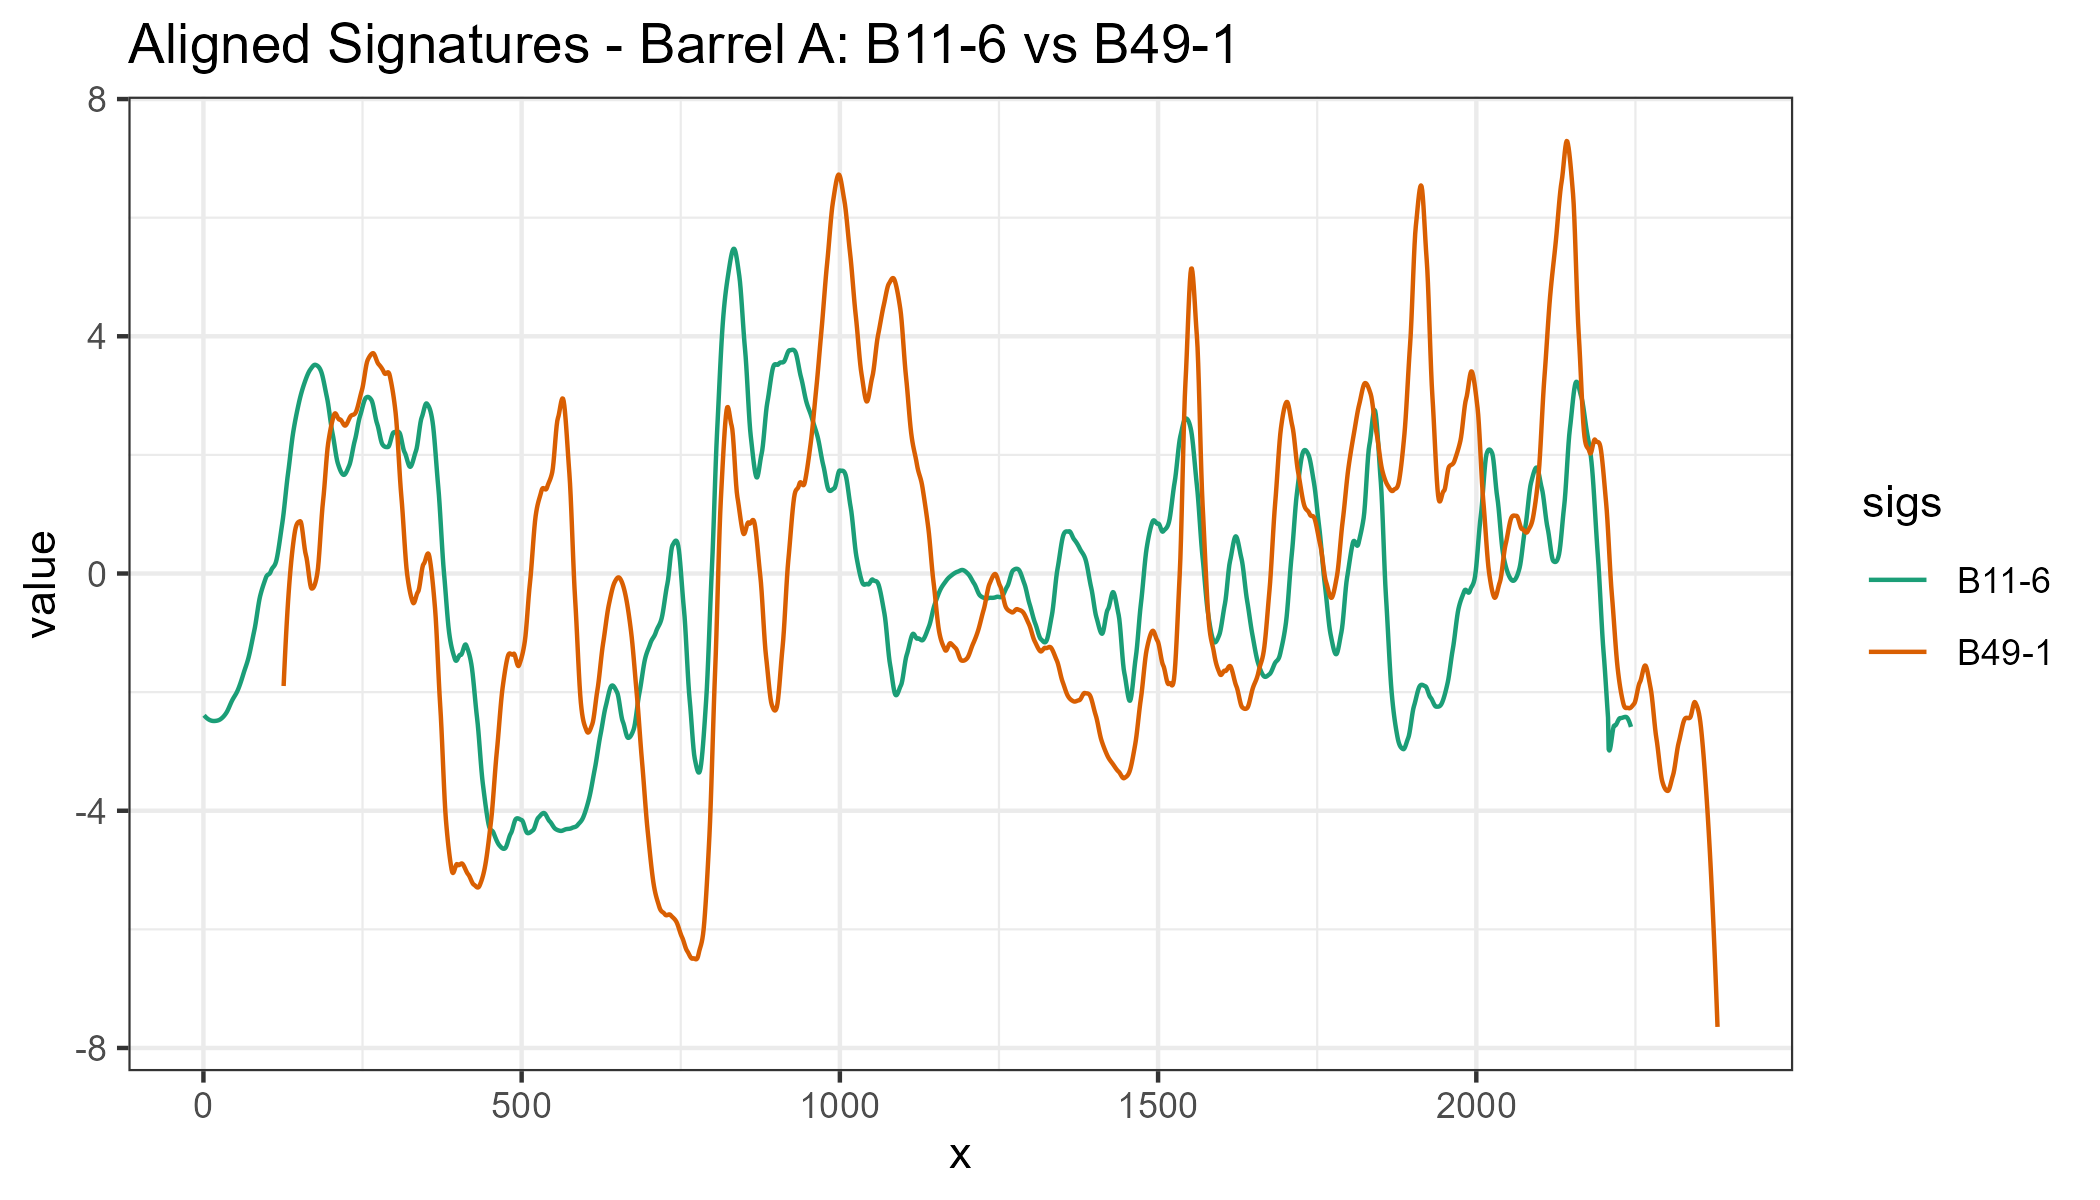 Aligned Signatures - Barrel A: B11-6 vs B49-1
8
4
0
-4
-8
value
0 500 1000 1500 2000
x
sigs
B11-6
B49-1